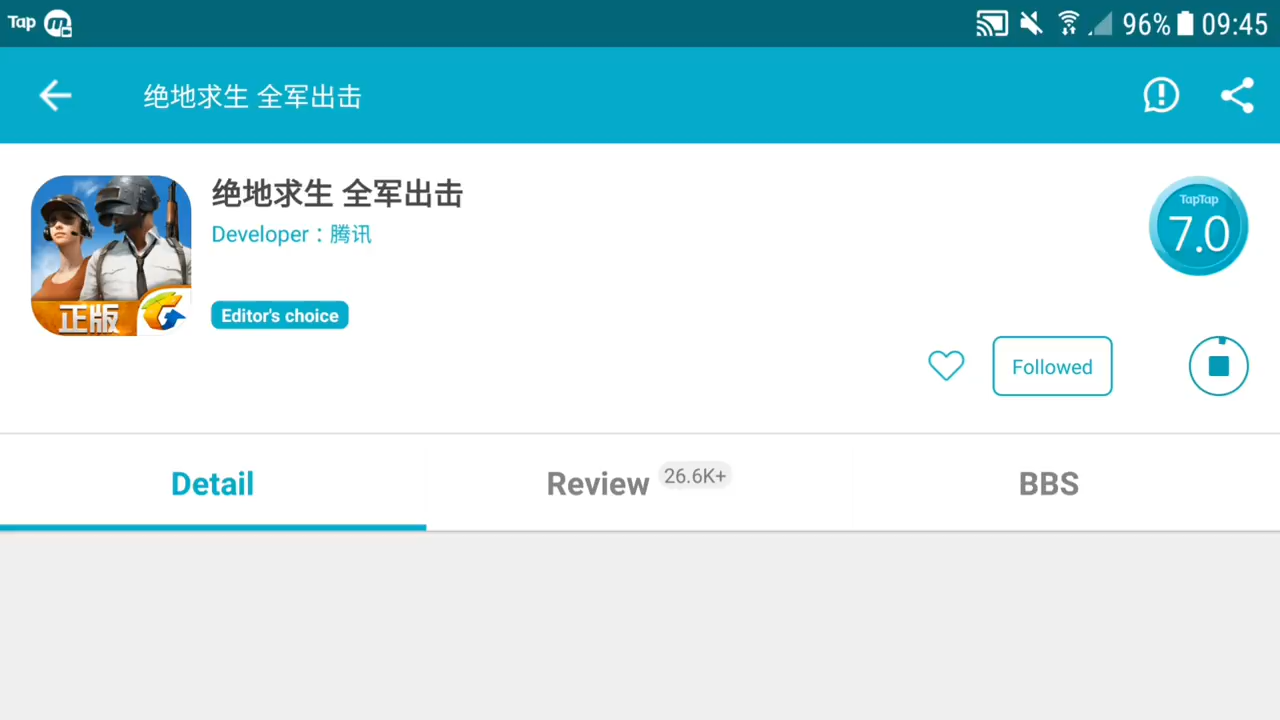 Tap
96% 09:45
绝地求生 全军出击
绝地求生 全军出击
Developer：腾讯
正版
Editor's choice
TapTap
7.0
Followed
Detail
Review 26.6K+
BBS